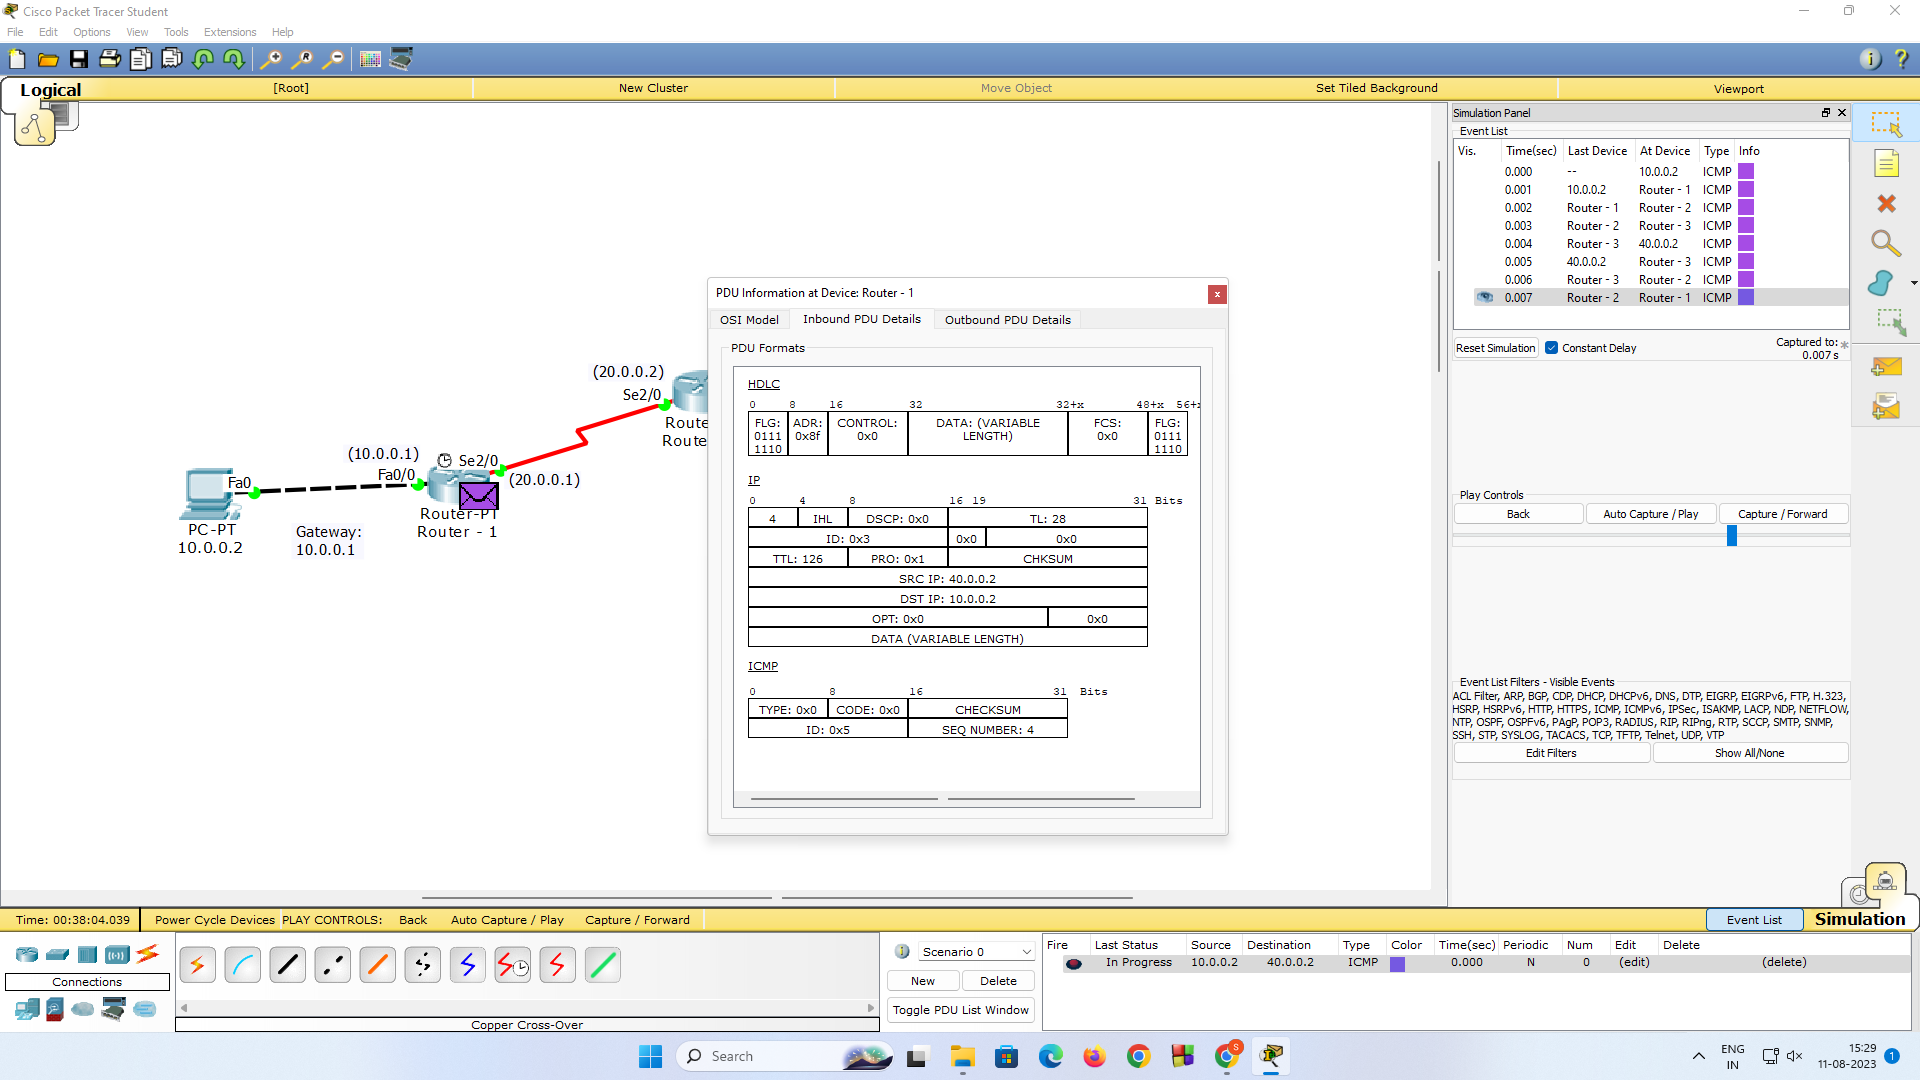 Cisco Packet Tracer Student
File Edit Options View Tools Extensions Help
Logical [Root] New Cluster Move Object Set Tiled Background Viewport
Simulation Panel
Event List
Vis. Time(sec) Last Device At Device Type Info
0.000 -- 10.0.0.2 ICMP
0.001 10.0.0.2 Router - 1 ICMP
0.002 Router - 1 Router - 2 ICMP
0.003 Router - 2 Router - 3 ICMP
0.004 Router - 3 40.0.0.2 ICMP
0.005 40.0.0.2 Router - 3 ICMP
0.006 Router - 3 Router - 2 ICMP
0.007 Router - 2 Router - 1 ICMP
Reset Simulation Constant Delay Captured to: *
0.007 s
Play Controls
Back Auto Capture / Play Capture / Forward
Event List Filters - Visible Events
ACL Filter, ARP, BGP, CDP, DHCP, DHCPv6, DNS, DTP, EIGRP, EIGRPv6, FTP, H.323,
HSRP, HSRPv6, HTTP, HTTPS, ICMP, ICMPv6, IPSec, ISAKMP, LACP, NDP, NETFLOW,
NTP, OSPF, OSPFv6, PAgP, POP3, RADIUS, RIP, RIPng, RTP, SCCP, SMTP, SNMP,
SSH, STP, SYSLOG, TACACS, TCP, TFTP, Telnet, UDP, VTP
Edit Filters Show All/None
(20.0.0.2)
Se2/0
Route
Route
(10.0.0.1)
Se2/0
Fa0/0
(20.0.0.1)
Fa0
Router-PT
Router - 1
PC-PT
10.0.0.2
Gateway:
10.0.0.1
PDU Information at Device: Router - 1 x
OSI Model Inbound PDU Details Outbound PDU Details
PDU Formats
HDLC
0 8 16 32 32+x 48+x 56+x
FLG: ADR: CONTROL: DATA: (VARIABLE FCS: FLG:
0111 0x8f 0x0 LENGTH) 0x0 0111
1110 1110
IP
0 4 8 16 19 31 Bits
4 IHL DSCP: 0x0 TL: 28
ID: 0x3 0x0 0x0
TTL: 126 PRO: 0x1 CHKSUM
SRC IP: 40.0.0.2
DST IP: 10.0.0.2
OPT: 0x0 0x0
DATA (VARIABLE LENGTH)
ICMP
0 8 16 31 Bits
TYPE: 0x0 CODE: 0x0 CHECKSUM
ID: 0x5 SEQ NUMBER: 4
Time: 00:38:04.039 Power Cycle Devices PLAY CONTROLS: Back Auto Capture / Play Capture / Forward Event List Simulation
Connections
Copper Cross-Over
Scenario 0
New Delete
Toggle PDU List Window
Fire Last Status Source Destination Type Color Time(sec) Periodic Num Edit Delete
In Progress 10.0.0.2 40.0.0.2 ICMP 0.000 N 0 (edit) (delete)
Search
S
ENG
IN
15:29
11-08-2023
1